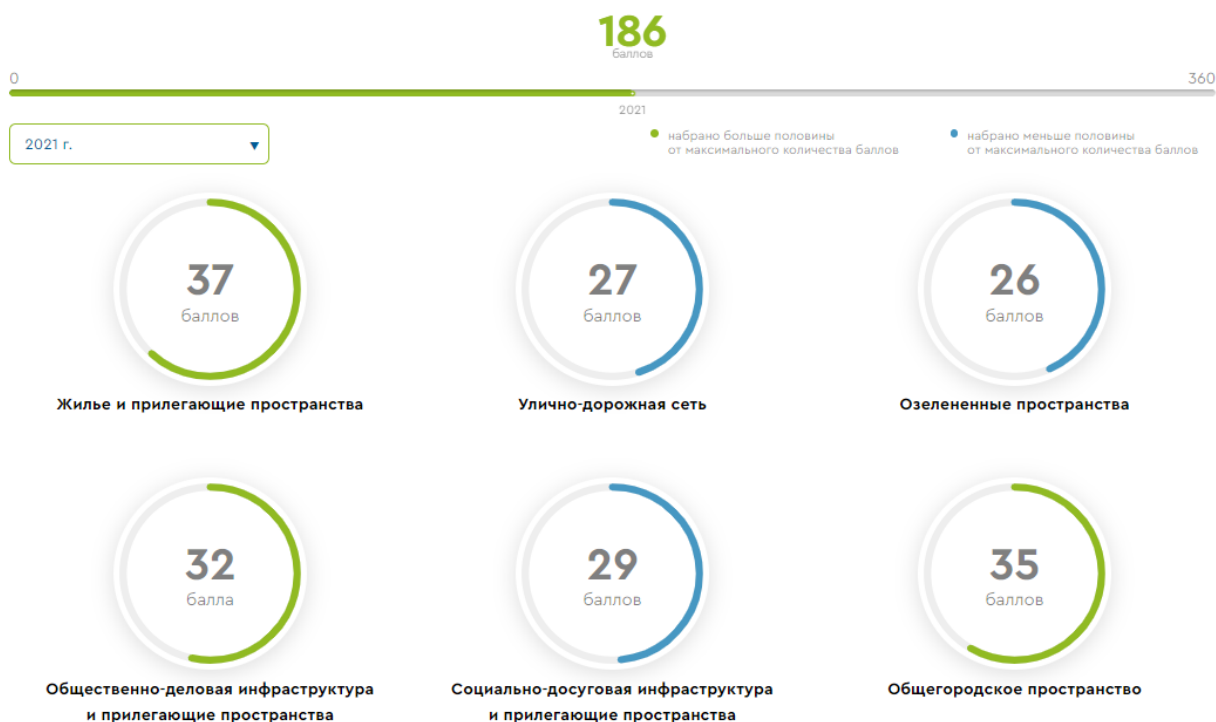 186
баллов
0
360
2021
2021 г.
набрано больше половины
от максимального количества баллов
набрано меньше половины
от максимального количества баллов
37
баллов
Жилье и прилегающие пространства
27
баллов
Улично-дорожная сеть
26
баллов
Озелененные пространства
32
балла
Общественно-деловая инфраструктура
и прилегающие пространства
29
баллов
Социально-досуговая инфраструктура
и прилегающие пространства
35
баллов
Общегородское пространство